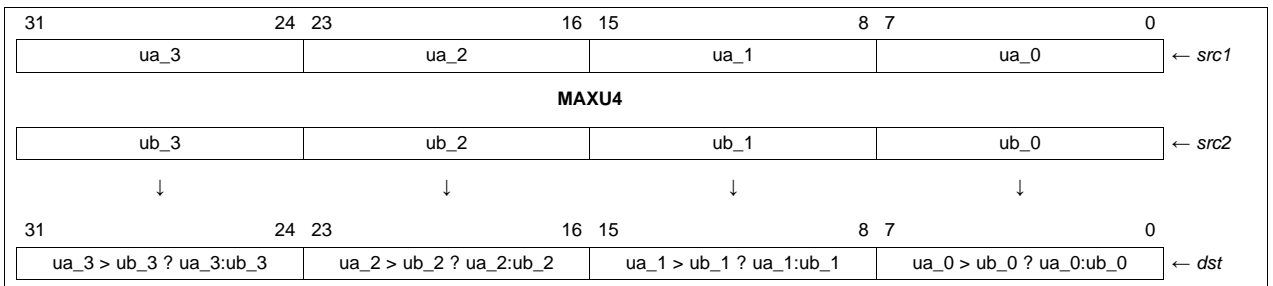 31 24 23 16 15 8 7 0
ua_3 ua_2 ua_1 ua_0 ← src1
MAXU4
ub_3 ub_2 ub_1 ub_0 ← src2
↓ ↓ ↓ ↓
31 24 23 16 15 8 7 0
ua_3 > ub_3 ? ua_3:ub_3 ua_2 > ub_2 ? ua_2:ub_2 ua_1 > ub_1 ? ua_1:ub_1 ua_0 > ub_0 ? ua_0:ub_0 ← dst